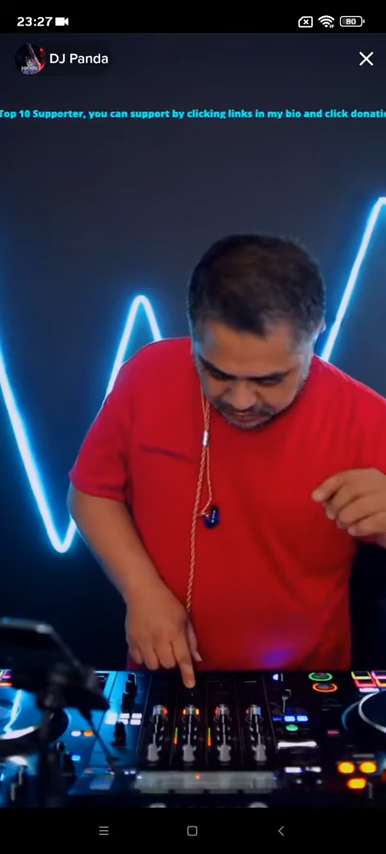 23:27
80
DJ Panda
Top 10 Supporter, you can support by clicking links in my bio and click donatio